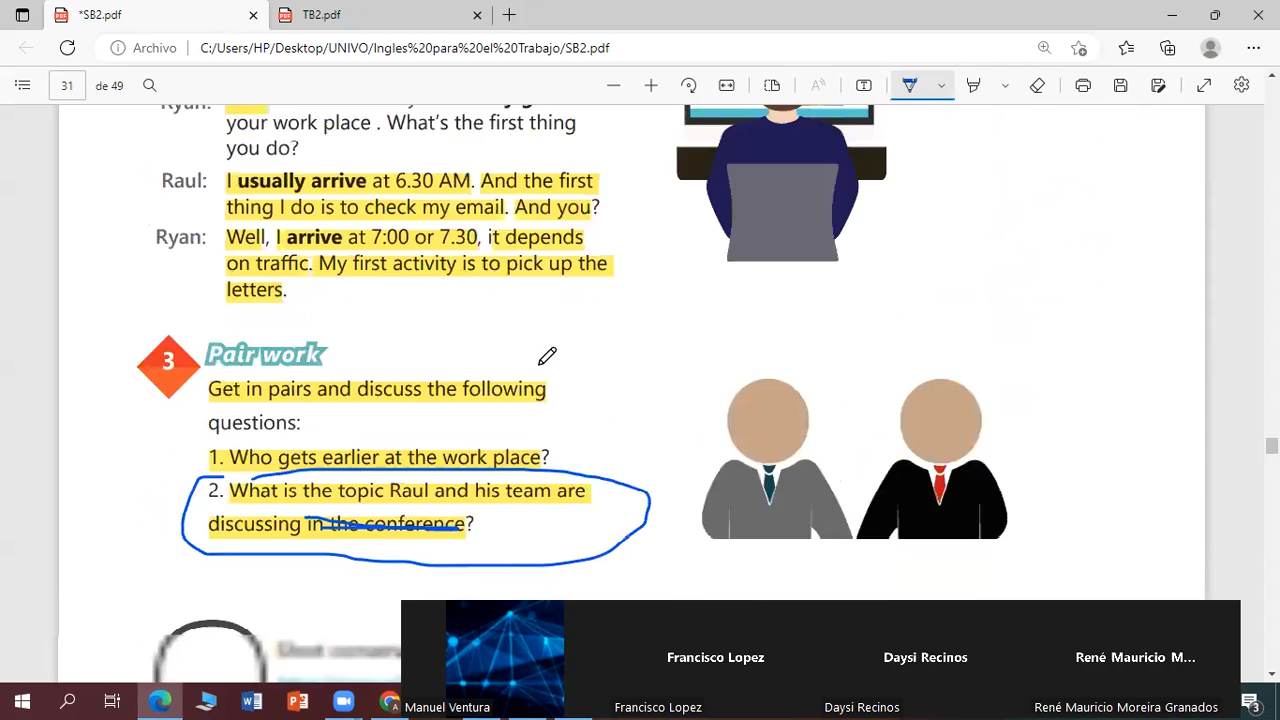 *SB2.pdf
TB2.pdf
Archivo
C:/Users/HP/Desktop/UNIVO/Ingles%20para%20el%20Trabajo/SB2.pdf
31
de 49
Ryan:
your work place . What's the first thing
you do?
Raul: I usually arrive at 6.30 AM. And the first
thing I do is to check my email. And you?
Ryan: Well, I arrive at 7:00 or 7.30, it depends
on traffic. My first activity is to pick up the
letters.
3
Pair work
Get in pairs and discuss the following
questions:
1. Who gets earlier at the work place?
2. What is the topic Raul and his team are
discussing in the conference?
Francisco Lopez
Daysi Recinos
René Mauricio M...
Manuel Ventura
Francisco Lopez
Daysi Recinos
René Mauricio Moreira Granados
3